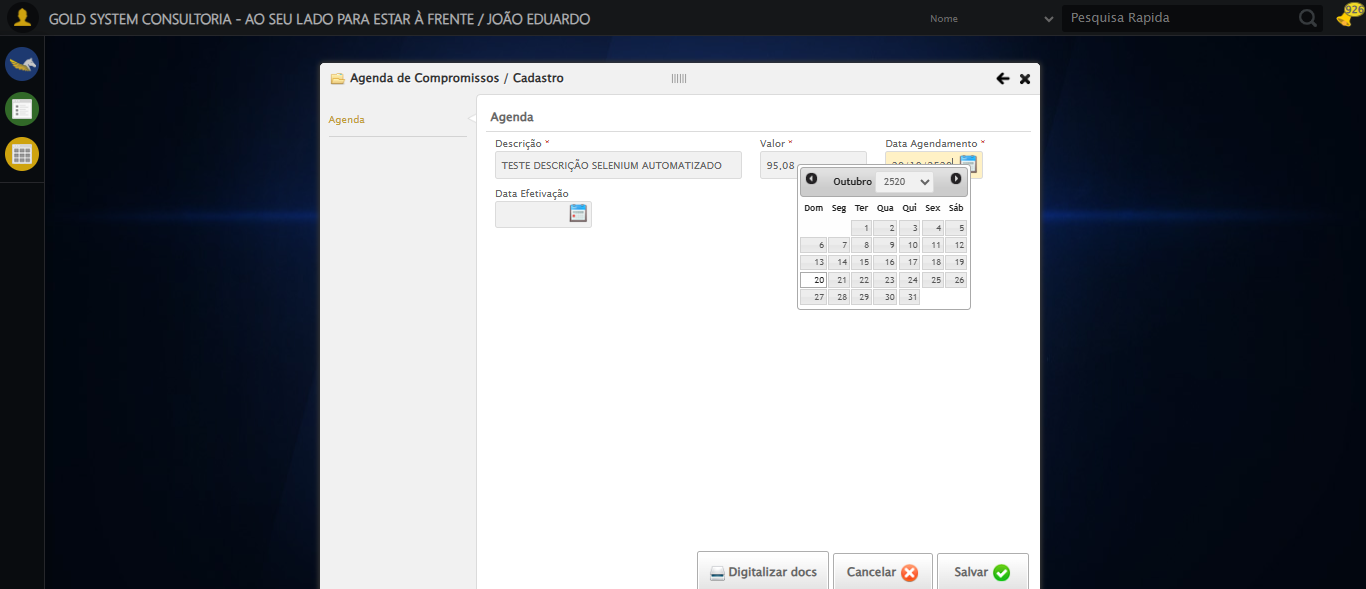 GOLD SYSTEM CONSULTORIA - AO SEU LADO PARA ESTAR À FRENTE / JOÃO EDUARDO
Nome
Pesquisa Rapida
926
Agenda de Compromissos / Cadastro
Agenda
Agenda
Descrição * Valor * Data Agendamento *
TESTE DESCRIÇÃO SELENIUM AUTOMATIZADO 95,08
Data Efetivação
Outubro 2520
Dom Seg Ter Qua Qui Sex Sáb
1 2 3 4 5
6 7 8 9 10 11 12
13 14 15 16 17 18 19
20 21 22 23 24 25 26
27 28 29 30 31
Digitalizar docs Cancelar Salvar